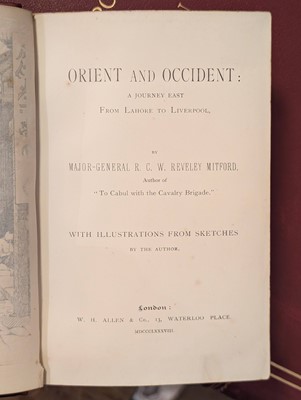 ORIENT AND OCCIDENT:
A JOURNEY EAST
FROM LAHORE TO LIVERPOOL,
BY
MAJOR-GENERAL R. C. W. REVELEY MITFORD,
Author of
"To Cabul with the Cavalry Brigade."
WITH ILLUSTRATIONS FROM SKETCHES
BY THE AUTHOR.
London:
W. H. ALLEN & Co., 13, WATERLOO PLACE.
MDCCCLXXXVIII.